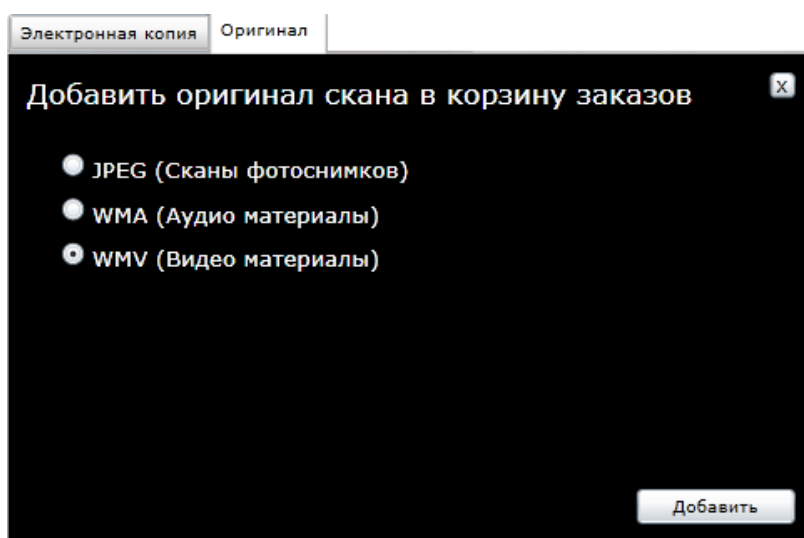 Электронная копия Оригинал
Добавить оригинал скана в корзину заказов X
JPEG (Сканы фотоснимков)
WMA (Аудио материалы)
WMV (Видео материалы)
Добавить